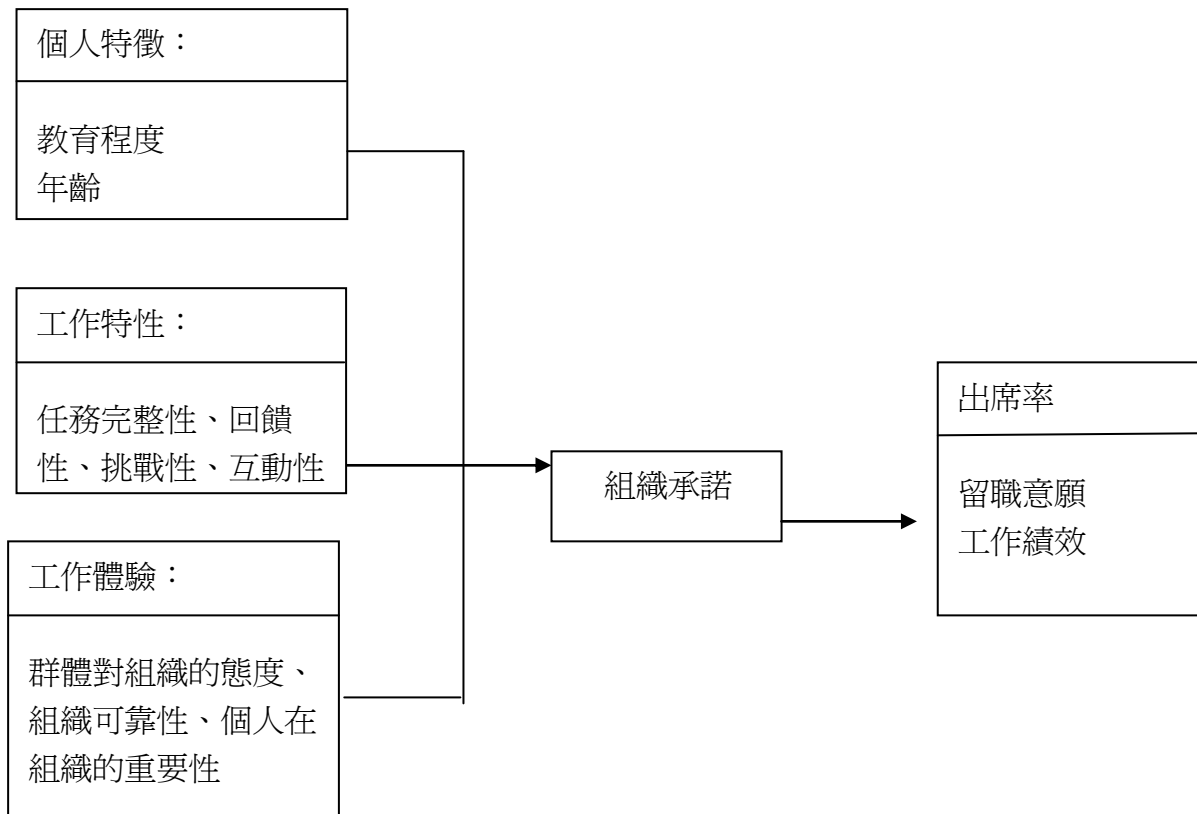 個人特徵：
教育程度
年齡
工作特性：
任務完整性、回饋
性、挑戰性、互動性
工作體驗：
群體對組織的態度、
組織可靠性、個人在
組織的重要性
組織承諾
出席率
留職意願
工作績效